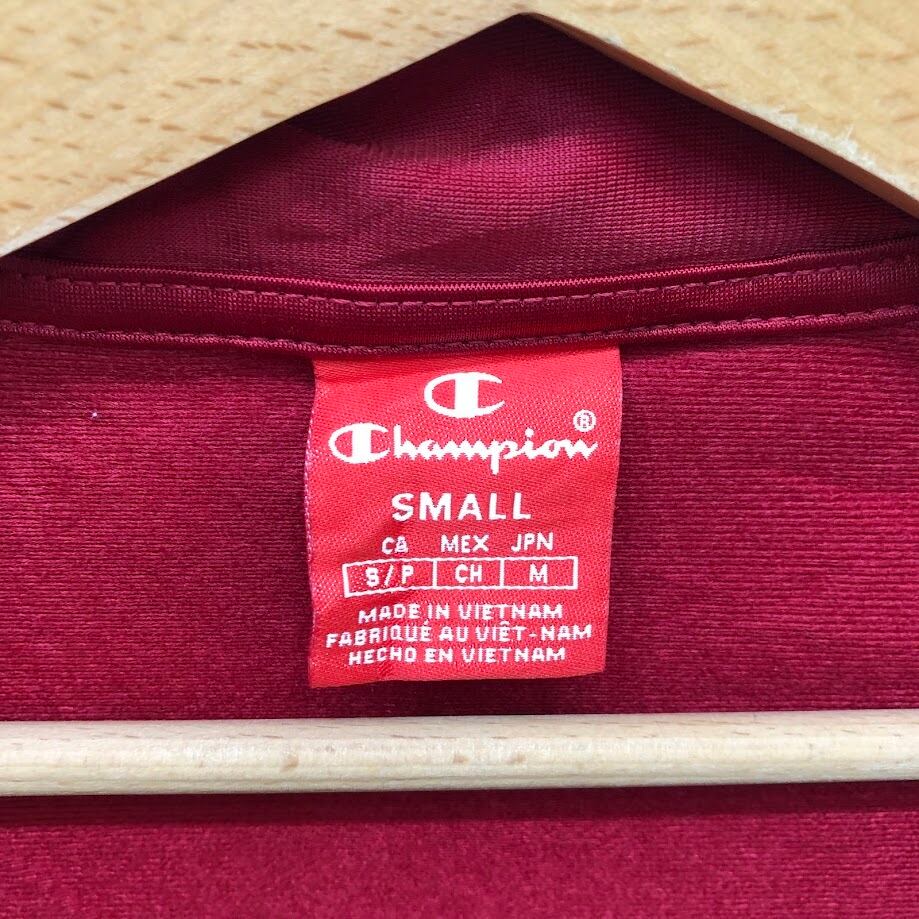 Champion®
SMALL
CA MEX JPN
S/P CH M
MADE IN VIETNAM
FABRIQUÉ AU VIÊT-NAM
HECHO EN VIETNAM